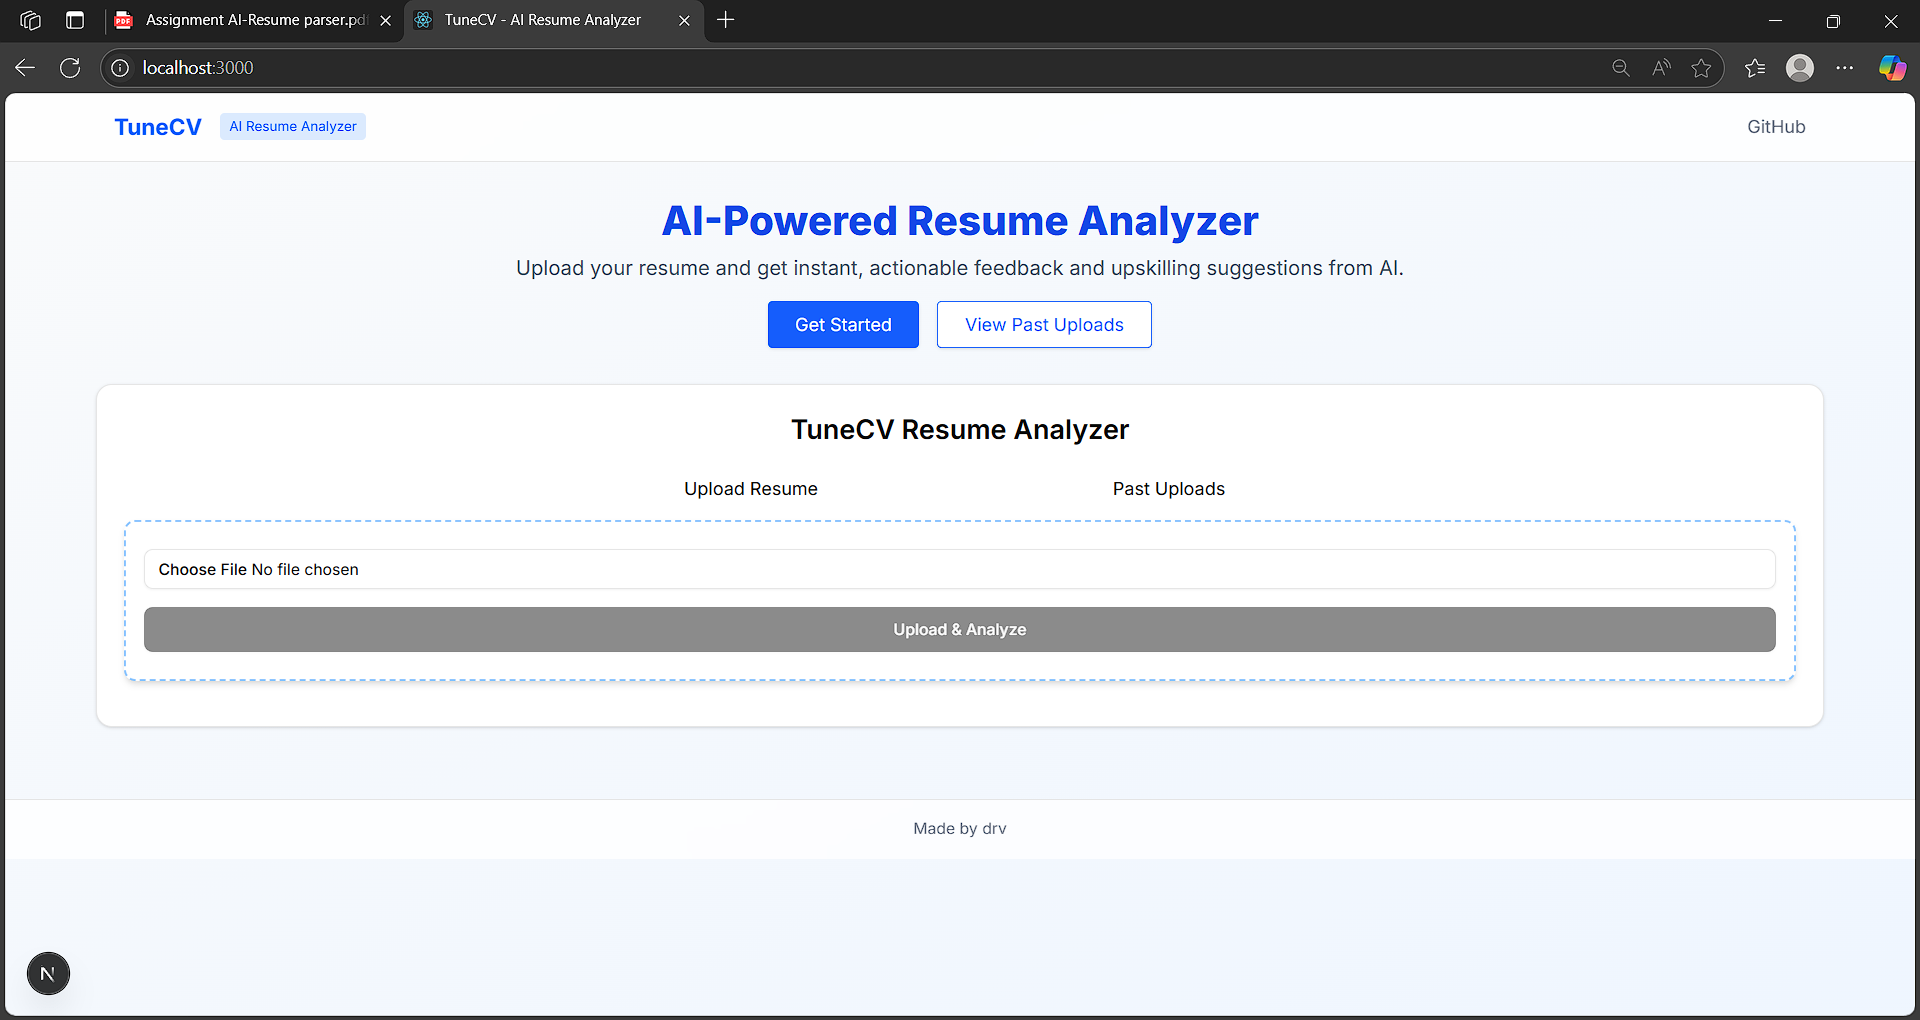 Assignment AI-Resume parser.pdf
TuneCV - AI Resume Analyzer
localhost:3000
TuneCV
AI Resume Analyzer
GitHub
AI-Powered Resume Analyzer
Upload your resume and get instant, actionable feedback and upskilling suggestions from AI.
Get Started
View Past Uploads
TuneCV Resume Analyzer
Upload Resume
Past Uploads
Choose File No file chosen
Upload & Analyze
Made by drv
N